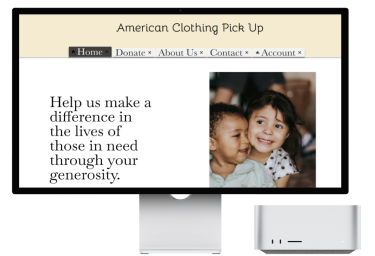 American Clothing Pick Up
Home Donate × About Us × Contact × Account ×
Help us make a
difference in
the lives of
those in need
through your
generosity.